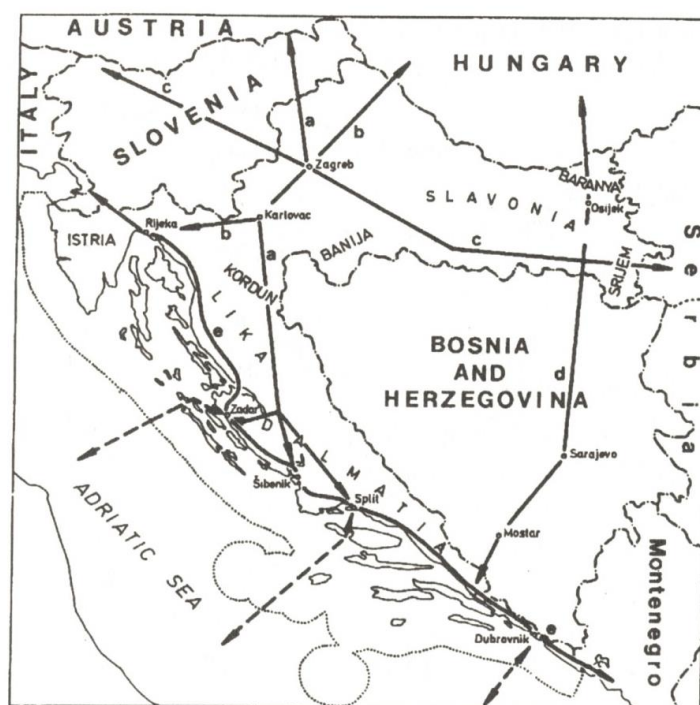 AUSTRIA
HUNGARY
ITALY
SLOVENIA
c
a
b
Zagreb
BARANYA
Osijek
SLAVONIA
Karlovac
Rijeka
b
a
c
ISTRIA
BANIJA
SRIJEM
Serbia
KORDUN
LIKA
e
BOSNIA
AND
HERZEGOVINA
d
Zadar
DALMATIA
Šibenik
Split
Sarajevo
Mostar
ADRIATIC SEA
Montenegro
e
Dubrovnik